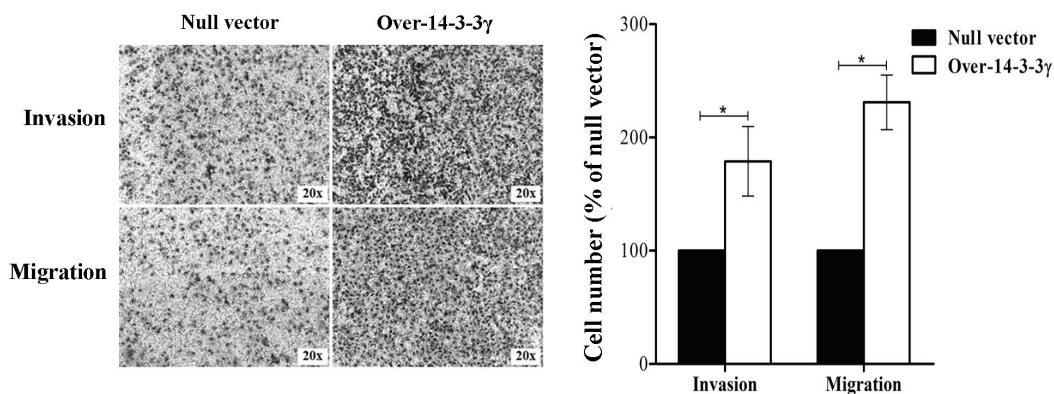 Null vector Over-14-3-3γ
Invasion
20x 20x
Migration
20x 20x
Cell number (% of null vector)
300
200
100
0
* *
Null vector
Over-14-3-3γ
Invasion Migration